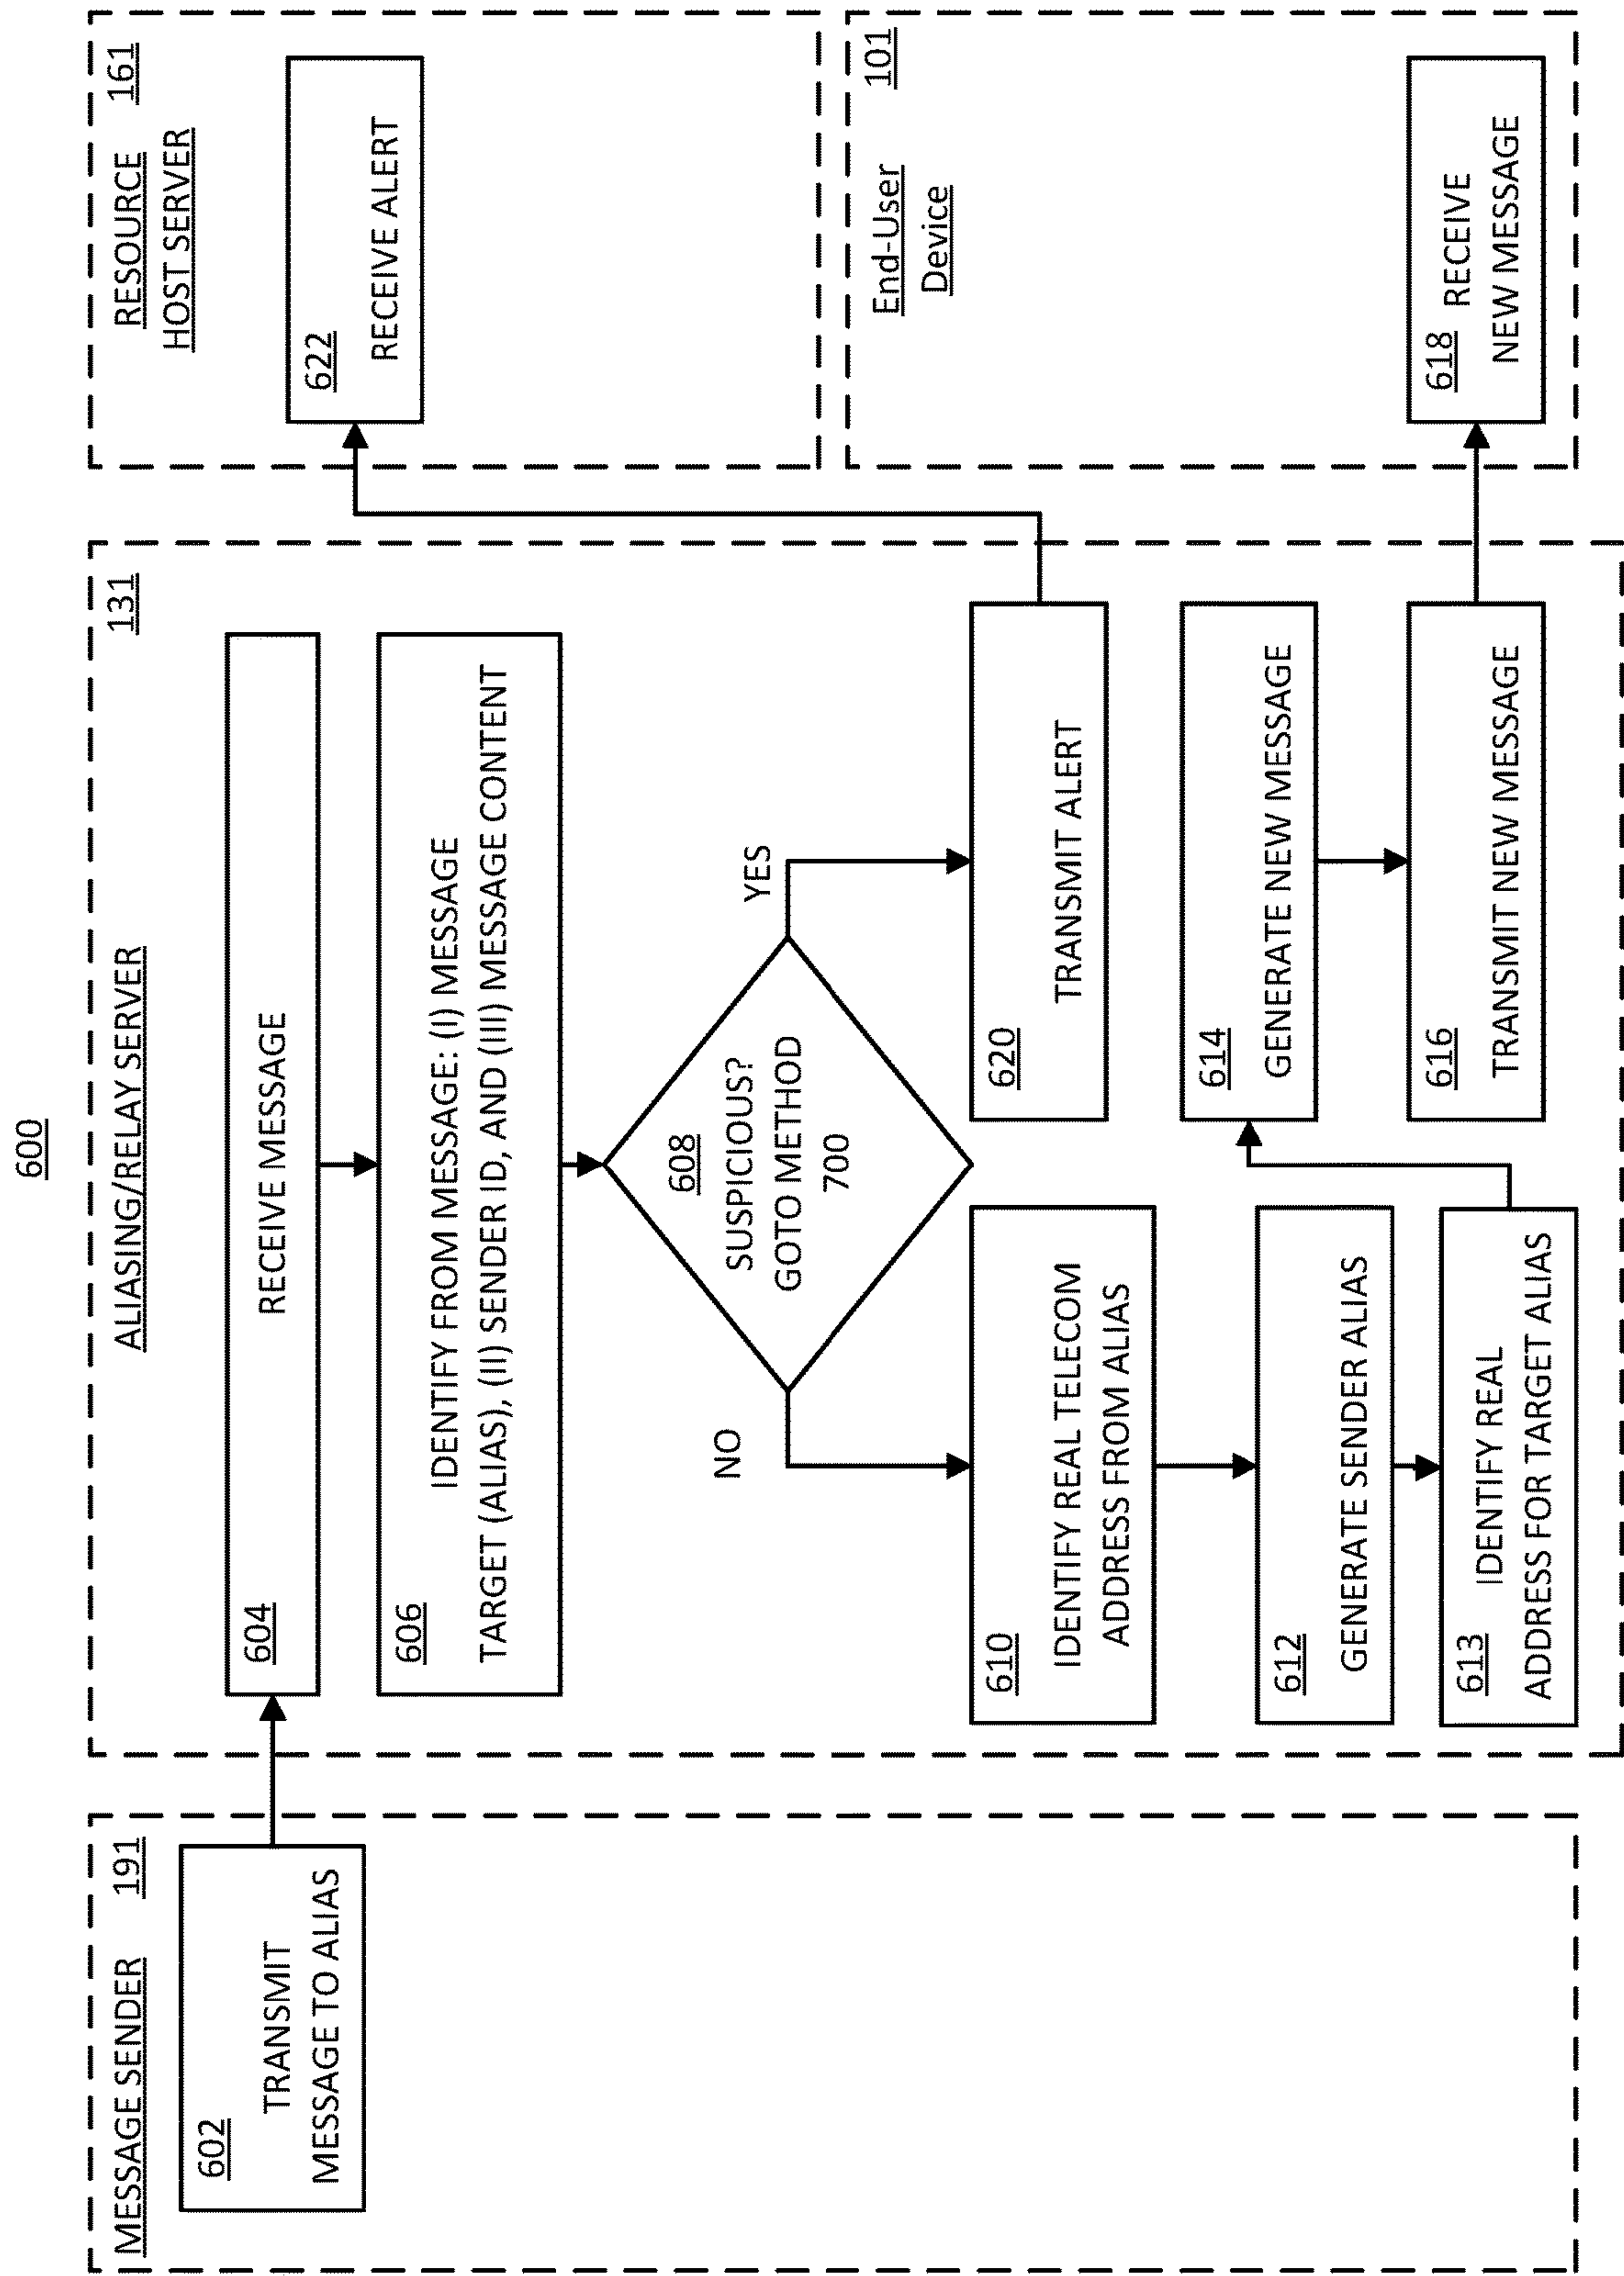 600
MESSAGE SENDER 191
602
TRANSMIT
MESSAGE TO ALIAS
ALIASING/RELAY SERVER
131
604
RECEIVE MESSAGE
606
IDENTIFY FROM MESSAGE: (I) MESSAGE
TARGET (ALIAS), (II) SENDER ID, AND (III) MESSAGE CONTENT
608
SUSPICIOUS?
GOTO METHOD
700
NO
YES
610
IDENTIFY REAL TELECOM
ADDRESS FROM ALIAS
612
GENERATE SENDER ALIAS
613
IDENTIFY REAL
ADDRESS FOR TARGET ALIAS
620
TRANSMIT ALERT
614
GENERATE NEW MESSAGE
616
TRANSMIT NEW MESSAGE
RESOURCE 161
HOST SERVER
622
RECEIVE ALERT
End-User 101
Device
618
RECEIVE
NEW MESSAGE